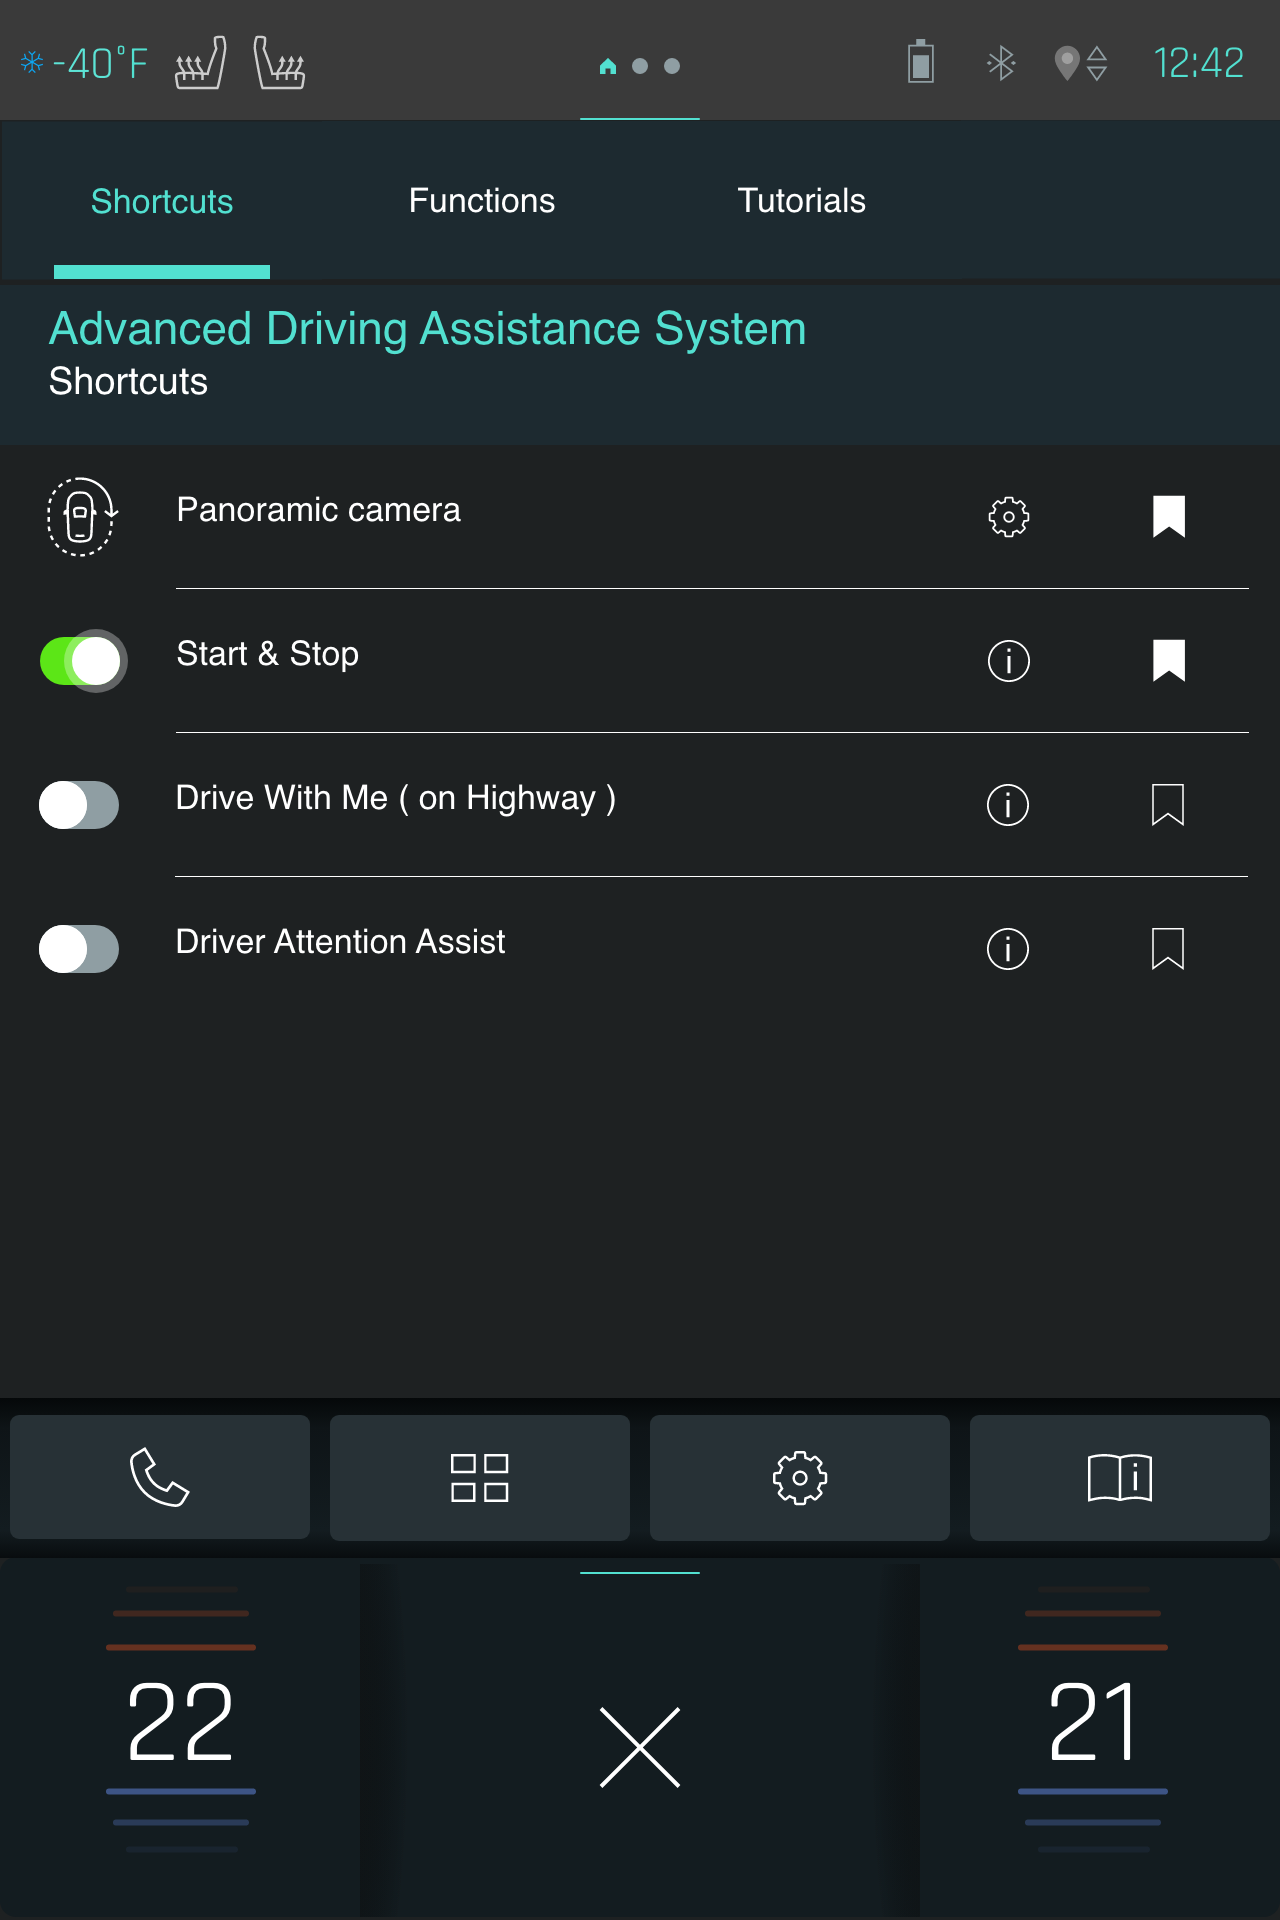 -40°F
12:42
Shortcuts
Functions
Tutorials
Advanced Driving Assistance System
Shortcuts
Panoramic camera
Start & Stop
i
Drive With Me ( on Highway )
i
Driver Attention Assist
i
i
22
21